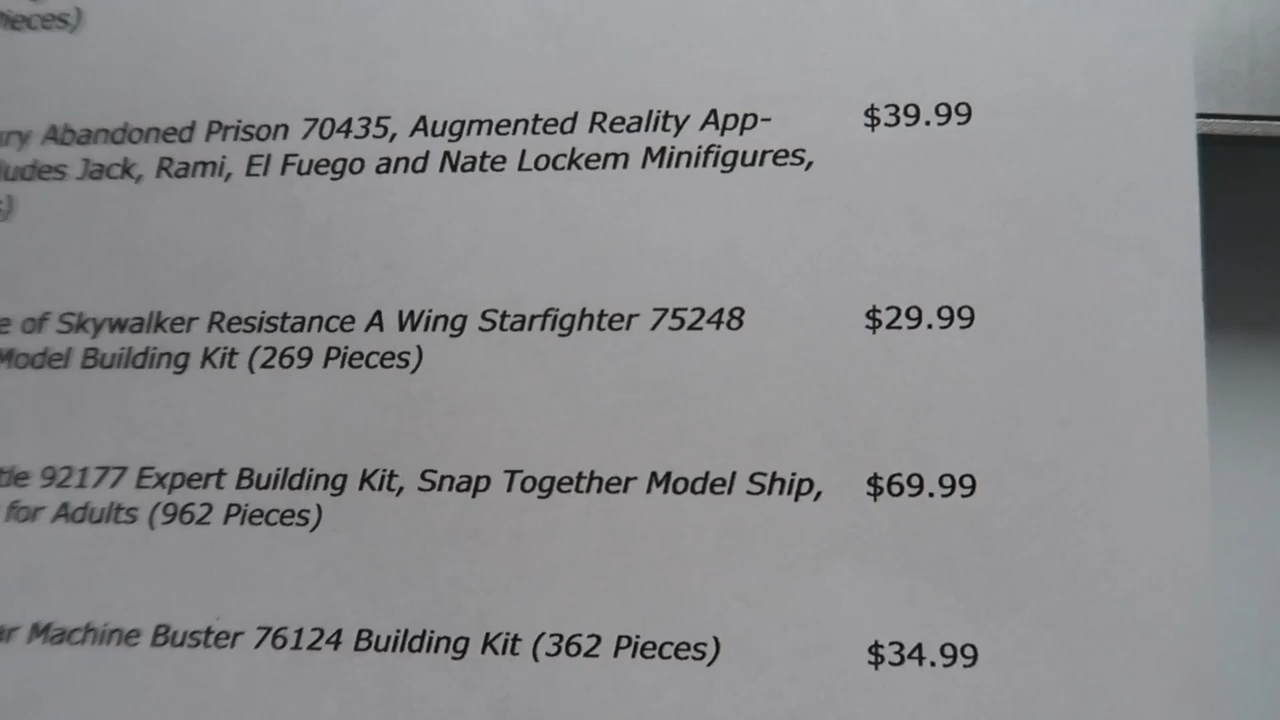 Abandoned Prison 70435, Augmented Reality App- $39.99
Jack, Rami, El Fuego and Nate Lockem Minifigures,
of Skywalker Resistance A Wing Starfighter 75248 $29.99
Model Building Kit (269 Pieces)
92177 Expert Building Kit, Snap Together Model Ship, $69.99
for Adults (962 Pieces)
Machine Buster 76124 Building Kit (362 Pieces) $34.99